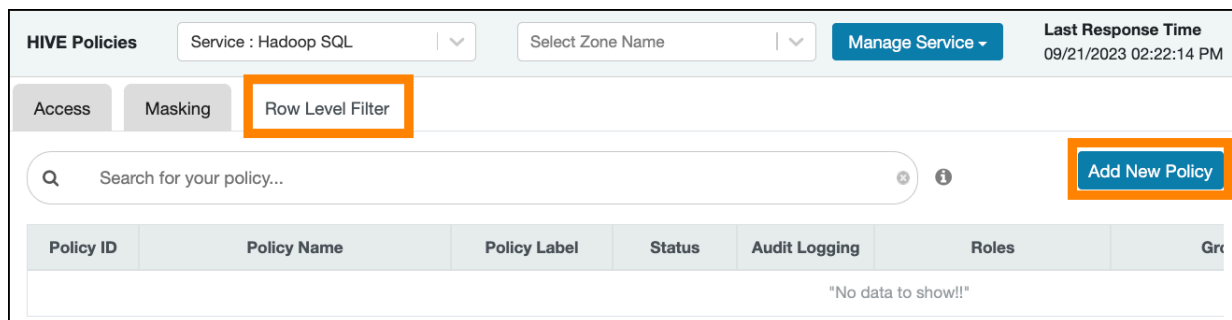 HIVE Policies Service : Hadoop SQL Select Zone Name Manage Service Last Response Time
09/21/2023 02:22:14 PM
Access Masking Row Level Filter
Search for your policy... Add New Policy
Policy ID Policy Name Policy Label Status Audit Logging Roles
"No data to show!!"